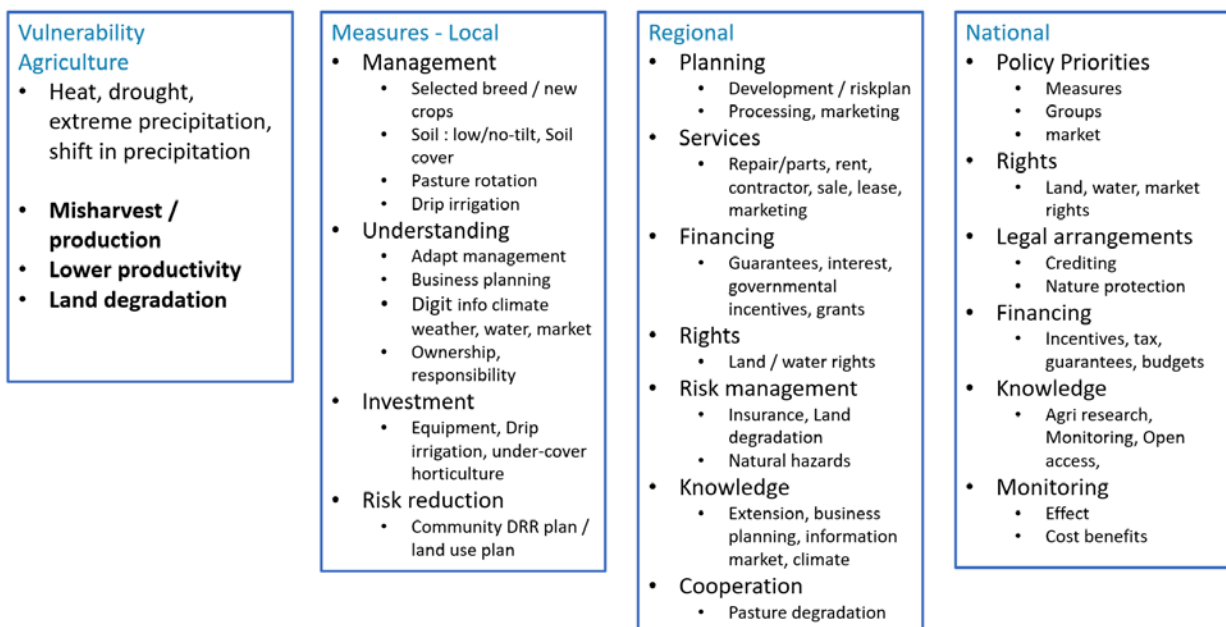 Vulnerability
Agriculture
• Heat, drought,
extreme precipitation,
shift in precipitation
• Misharvest /
production
• Lower productivity
• Land degradation
Measures - Local
• Management
• Selected breed / new
crops
• Soil : low/no-tilt, Soil
cover
• Pasture rotation
• Drip irrigation
• Understanding
• Adapt management
• Business planning
• Digit info climate
weather, water, market
• Ownership,
responsibility
• Investment
• Equipment, Drip
irrigation, under-cover
horticulture
• Risk reduction
• Community DRR plan /
land use plan
Regional
• Planning
• Development / riskplan
• Processing, marketing
• Services
• Repair/parts, rent,
contractor, sale, lease,
marketing
• Financing
• Guarantees, interest,
governmental
incentives, grants
• Rights
• Land / water rights
• Risk management
• Insurance, Land
degradation
• Natural hazards
• Knowledge
• Extension, business
planning, information
market, climate
• Cooperation
• Pasture degradation
National
• Policy Priorities
• Measures
• Groups
• market
• Rights
• Land, water, market
rights
• Legal arrangements
• Crediting
• Nature protection
• Financing
• Incentives, tax,
guarantees, budgets
• Knowledge
• Agri research,
Monitoring, Open
access,
• Monitoring
• Effect
• Cost benefits